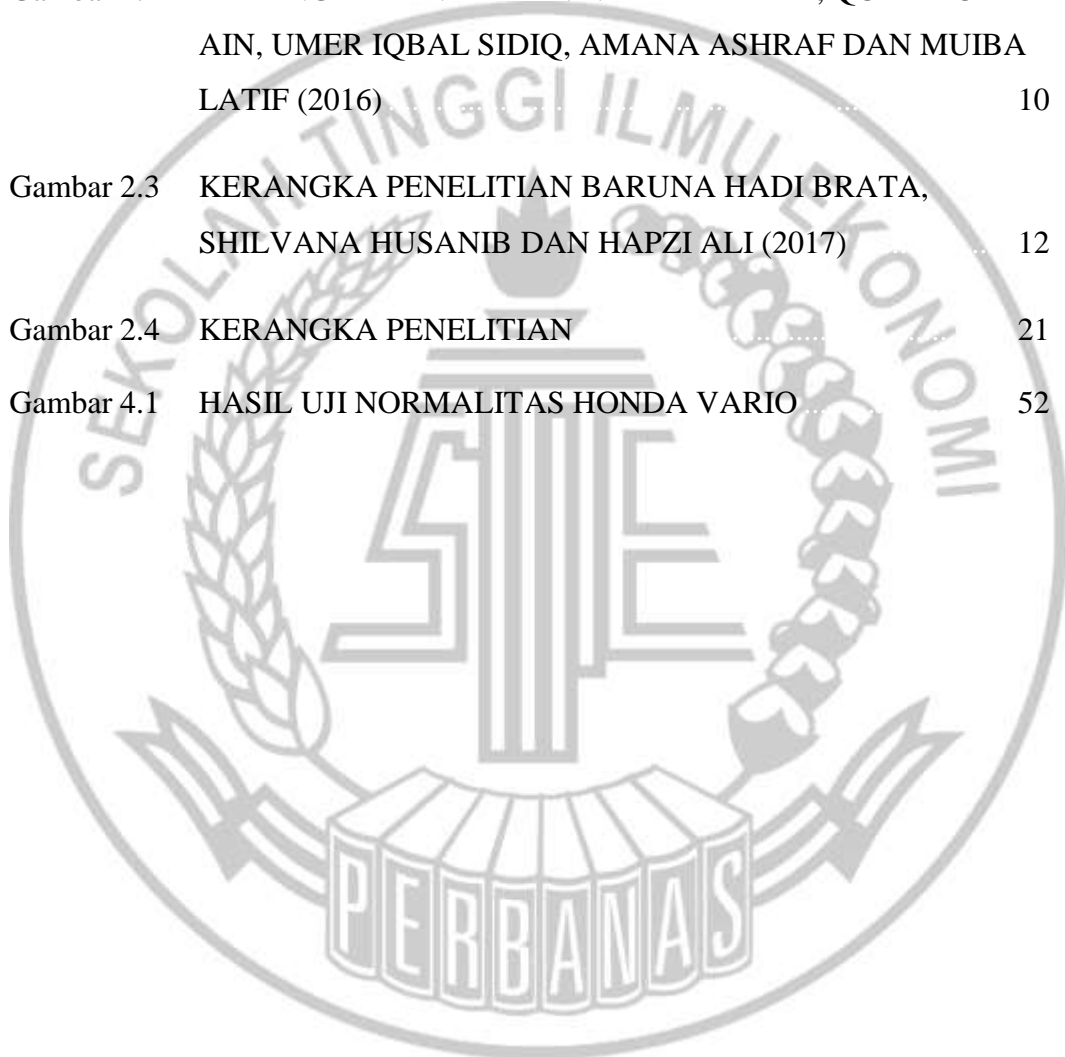 AIN, UMER IQBAL SIDIQ, AMANA ASHRAF DAN MUIBA
LATIF (2016) 10
Gambar 2.3 KERANGKA PENELITIAN BARUNA HADI BRATA,
SHILVANA HUSANIB DAN HAPZI ALI (2017) 12
Gambar 2.4 KERANGKA PENELITIAN 21
Gambar 4.1 HASIL UJI NORMALITAS HONDA VARIO 52
SEKOLAH TINGGI ILMU EKONOMI
STIE
PERBANAS